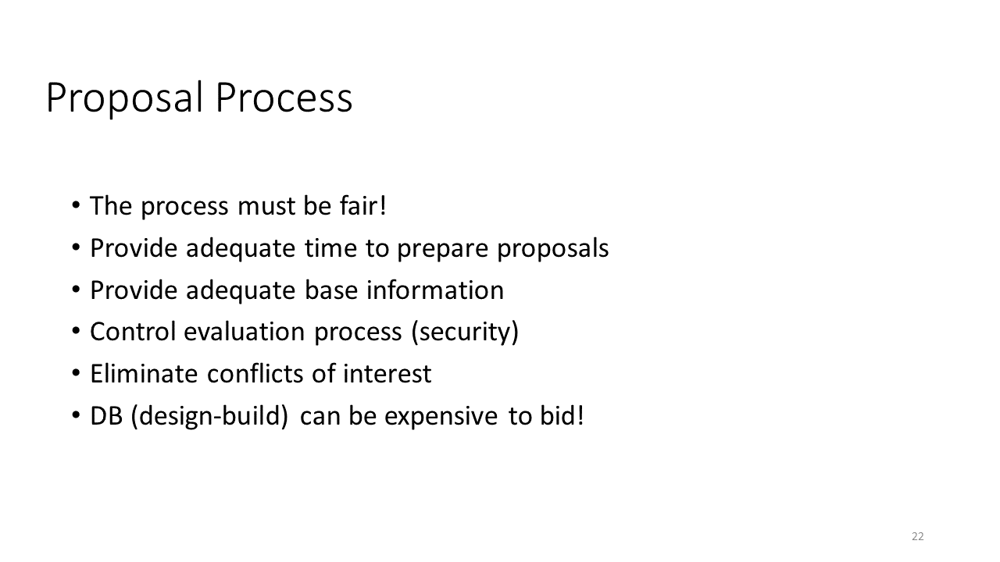 Proposal Process
• The process must be fair!
• Provide adequate time to prepare proposals
• Provide adequate base information
• Control evaluation process (security)
• Eliminate conflicts of interest
• DB (design-build) can be expensive to bid!
22